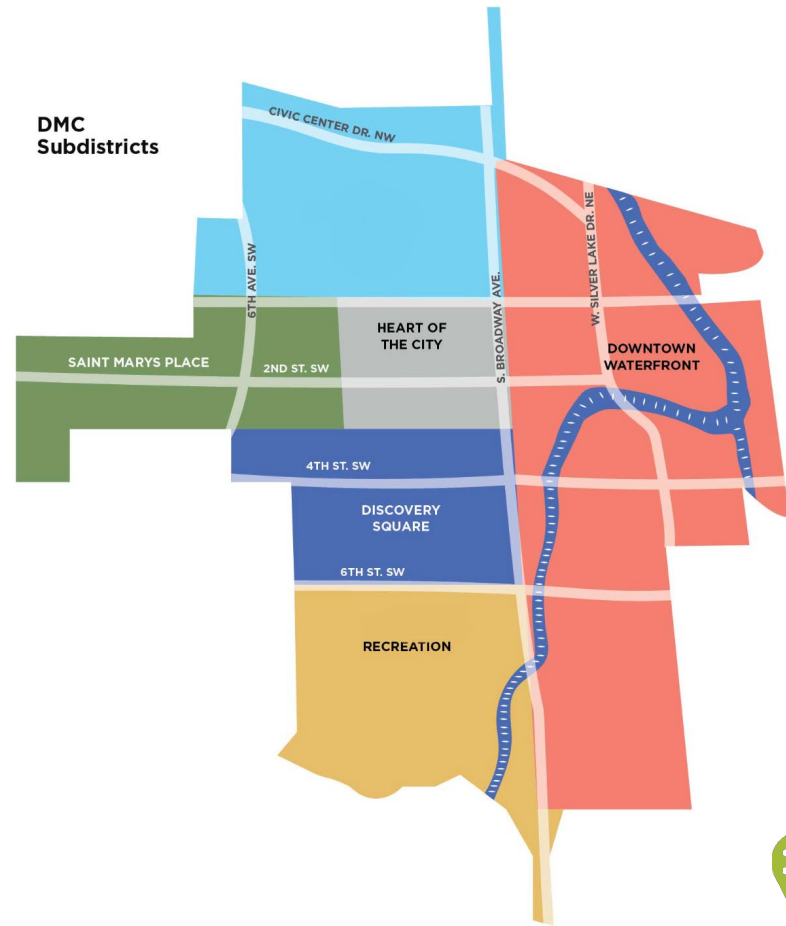 DMC
Subdistricts
CIVIC CENTER DR. NW
6TH AVE. SW
S. BROADWAY AVE.
W. SILVER LAKE DR. NE
HEART OF
THE CITY
DOWNTOWN
WATERFRONT
SAINT MARYS PLACE
2ND ST. SW
4TH ST. SW
DISCOVERY
SQUARE
6TH ST. SW
RECREATION